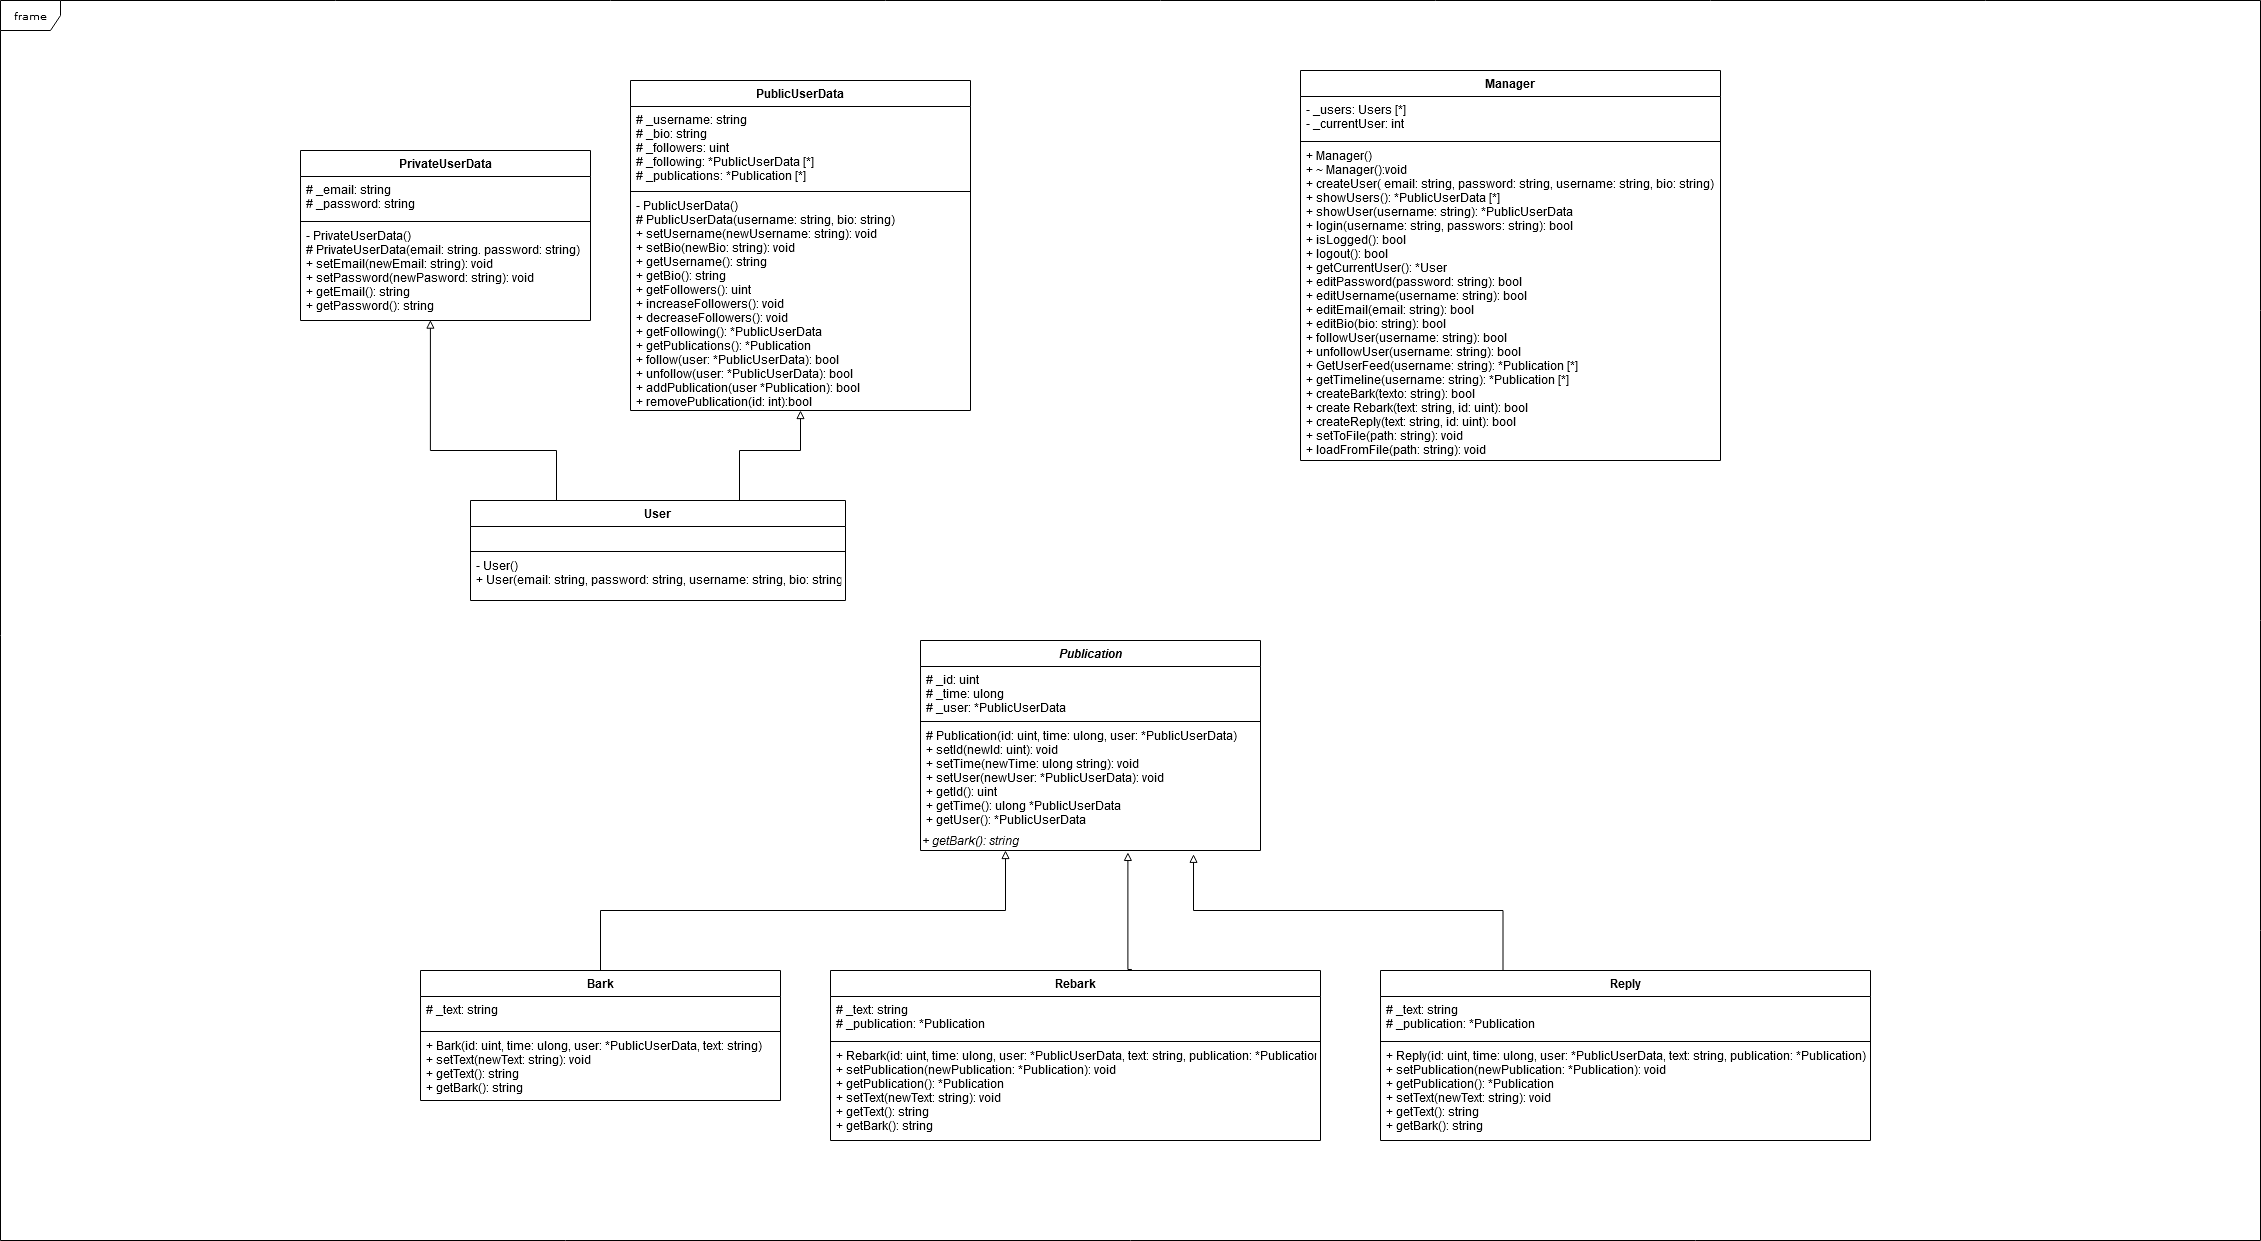 frame
PublicUserData
# _username: string
# _bio: string
# _followers: uint
# _following: *PublicUserData [*]
# _publications: *Publication [*]
- PublicUserData()
# PublicUserData(username: string, bio: string)
+ setUsername(newUsername: string): void
+ setBio(newBio: string): void
+ getUsername(): string
+ getBio(): string
+ getFollowers(): uint
+ increaseFollowers(): void
+ decreaseFollowers(): void
+ getFollowing(): *PublicUserData
+ getPublications(): *Publication
+ follow(user: *PublicUserData): bool
+ unfollow(user: *PublicUserData): bool
+ addPublication(user *Publication): bool
+ removePublication(id: int):bool
Manager
- _users: Users [*]
- _currentUser: int
+ Manager()
+ ~ Manager():void
+ createUser( email: string, password: string, username: string, bio: string)
+ showUsers(): *PublicUserData [*]
+ showUser(username: string): *PublicUserData
+ login(username: string, passwors: string): bool
+ isLogged(): bool
+ logout(): bool
+ getCurrentUser(): *User
+ editPassword(password: string): bool
+ editUsername(username: string): bool
+ editEmail(email: string): bool
+ editBio(bio: string): bool
+ followUser(username: string): bool
+ unfollowUser(username: string): bool
+ GetUserFeed(username: string): *Publication [*]
+ getTimeline(username: string): *Publication [*]
+ createBark(texto: string): bool
+ create Rebark(text: string, id: uint): bool
+ createReply(text: string, id: uint): bool
+ setToFile(path: string): void
+ loadFromFile(path: string): void
PrivateUserData
# _email: string
# _password: string
- PrivateUserData()
# PrivateUserData(email: string. password: string)
+ setEmail(newEmail: string): void
+ setPassword(newPasword: string): void
+ getEmail(): string
+ getPassword(): string
User
- User()
+ User(email: string, password: string, username: string, bio: string
Publication
# _id: uint
# _time: ulong
# _user: *PublicUserData
# Publication(id: uint, time: ulong, user: *PublicUserData)
+ setId(newId: uint): void
+ setTime(newTime: ulong string): void
+ setUser(newUser: *PublicUserData): void
+ getId(): uint
+ getTime(): ulong *PublicUserData
+ getUser(): *PublicUserData
+ getBark(): string
Bark
# _text: string
+ Bark(id: uint, time: ulong, user: *PublicUserData, text: string)
+ setText(newText: string): void
+ getText(): string
+ getBark(): string
Rebark
# _text: string
# _publication: *Publication
+ Rebark(id: uint, time: ulong, user: *PublicUserData, text: string, publication: *Publication
+ setPublication(newPublication: *Publication): void
+ getPublication(): *Publication
+ setText(newText: string): void
+ getText(): string
+ getBark(): string
Reply
# _text: string
# _publication: *Publication
+ Reply(id: uint, time: ulong, user: *PublicUserData, text: string, publication: *Publication)
+ setPublication(newPublication: *Publication): void
+ getPublication(): *Publication
+ setText(newText: string): void
+ getText(): string
+ getBark(): string